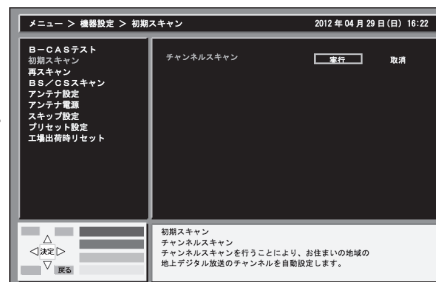 メニュー ＞ 機器設定 ＞ 初期スキャン
2012 年 04 月 29 日（日） 16:22
B－CASテスト
初期スキャン
再スキャン
BS／CSスキャン
アンテナ設定
アンテナ電源
スキップ設定
プリセット設定
工場出荷時リセット
チャンネルスキャン 実行 取消
決定
戻る
初期スキャン
チャンネルスキャン
チャンネルスキャンを行うことにより、お住まいの地域の
地上デジタル放送のチャンネルを自動設定します。